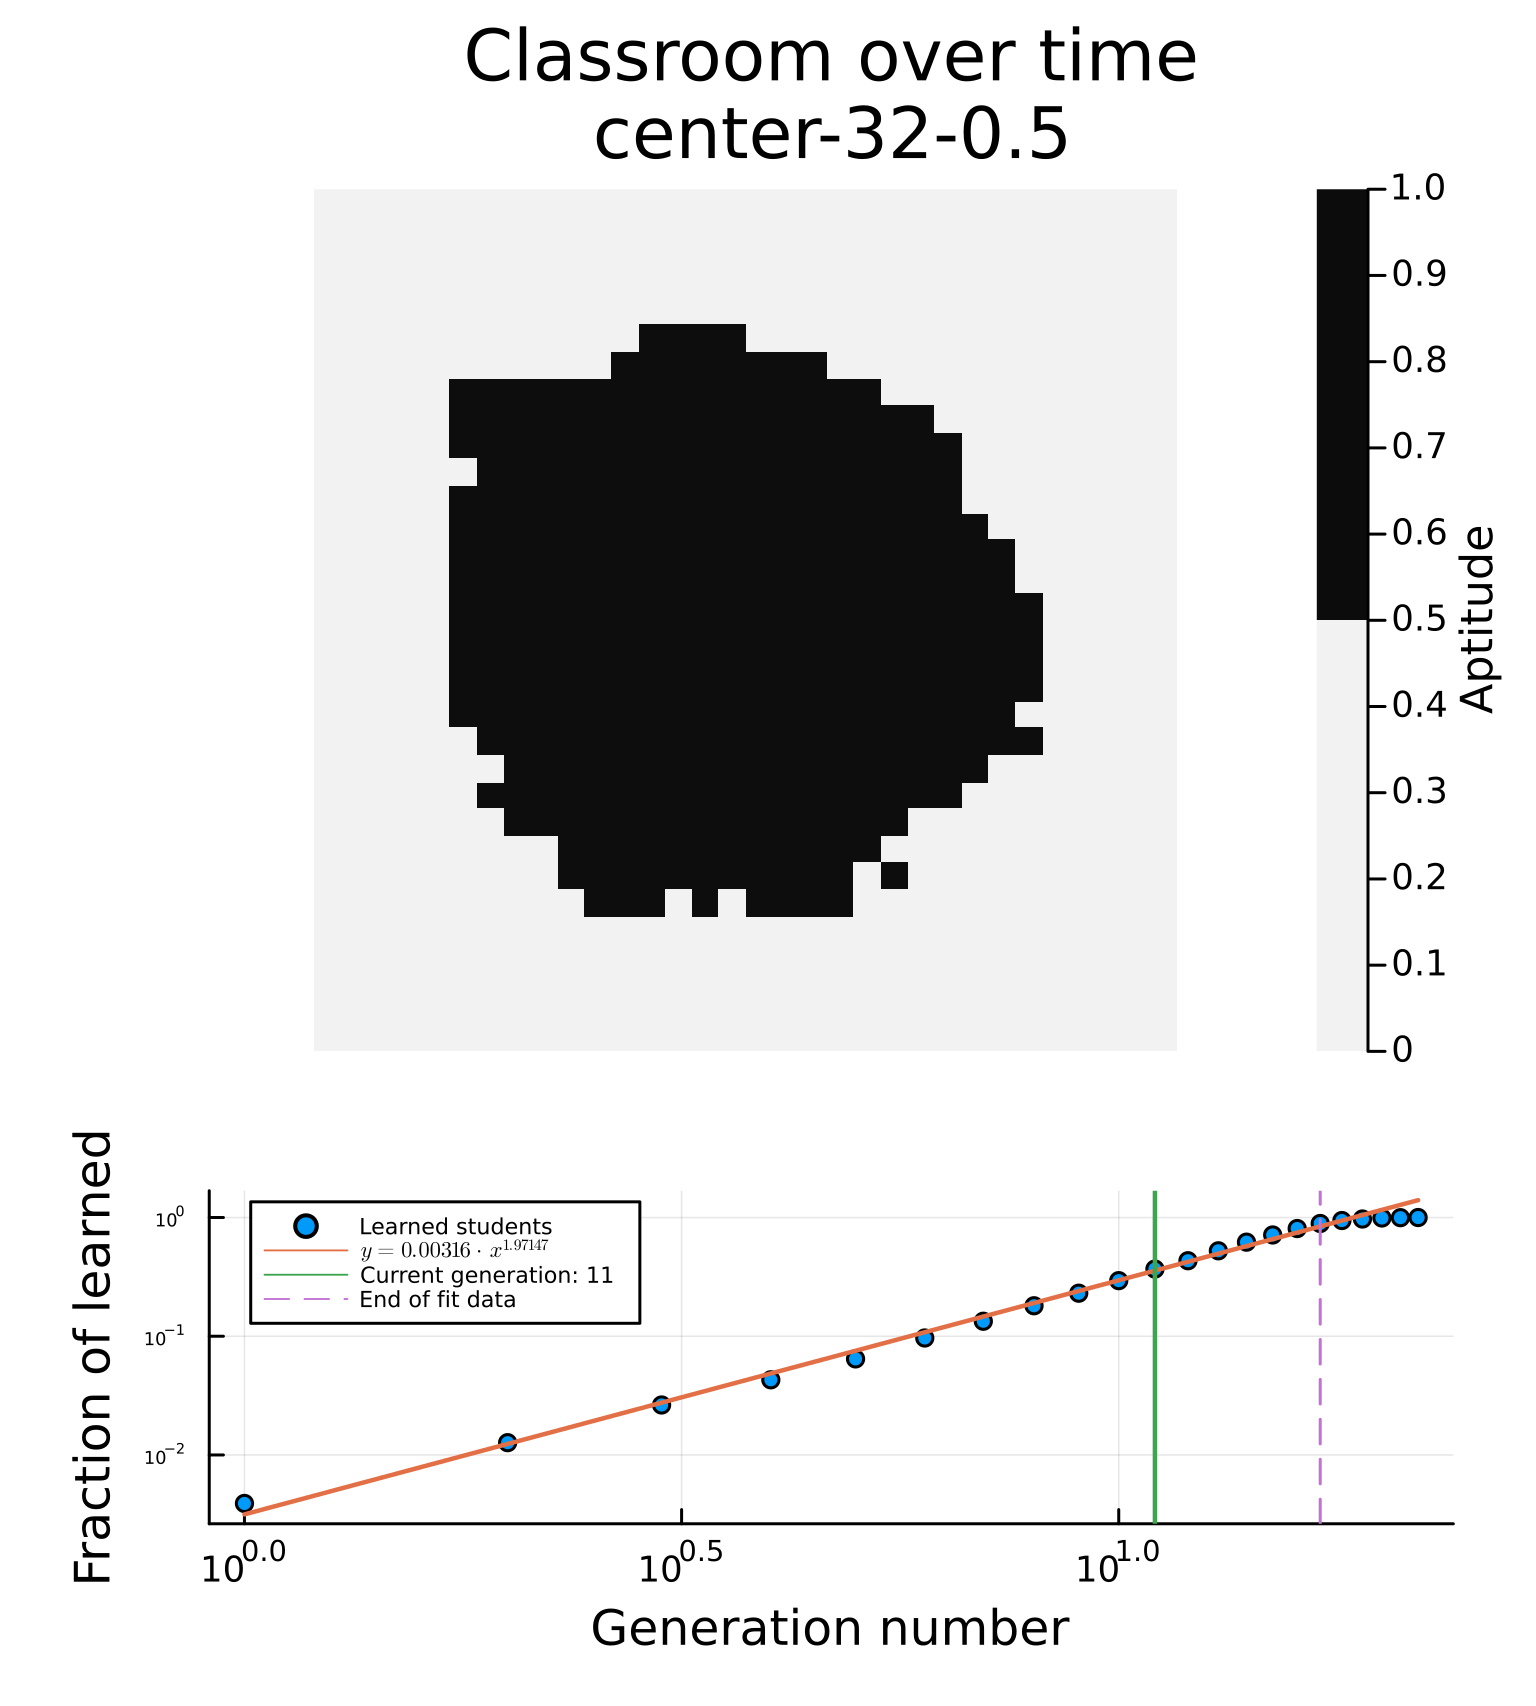 Classroom over time
center-32-0.5
1.0
0.9
0.8
0.7
0.6
0.5
0.4
0.3
0.2
0.1
0
Aptitude
Fraction of learned
10^0
10^−1
10^−2
Learned students
y = 0.00316 · x^1.97147
Current generation: 11
End of fit data
10^0.0
10^0.5
10^1.0
Generation number